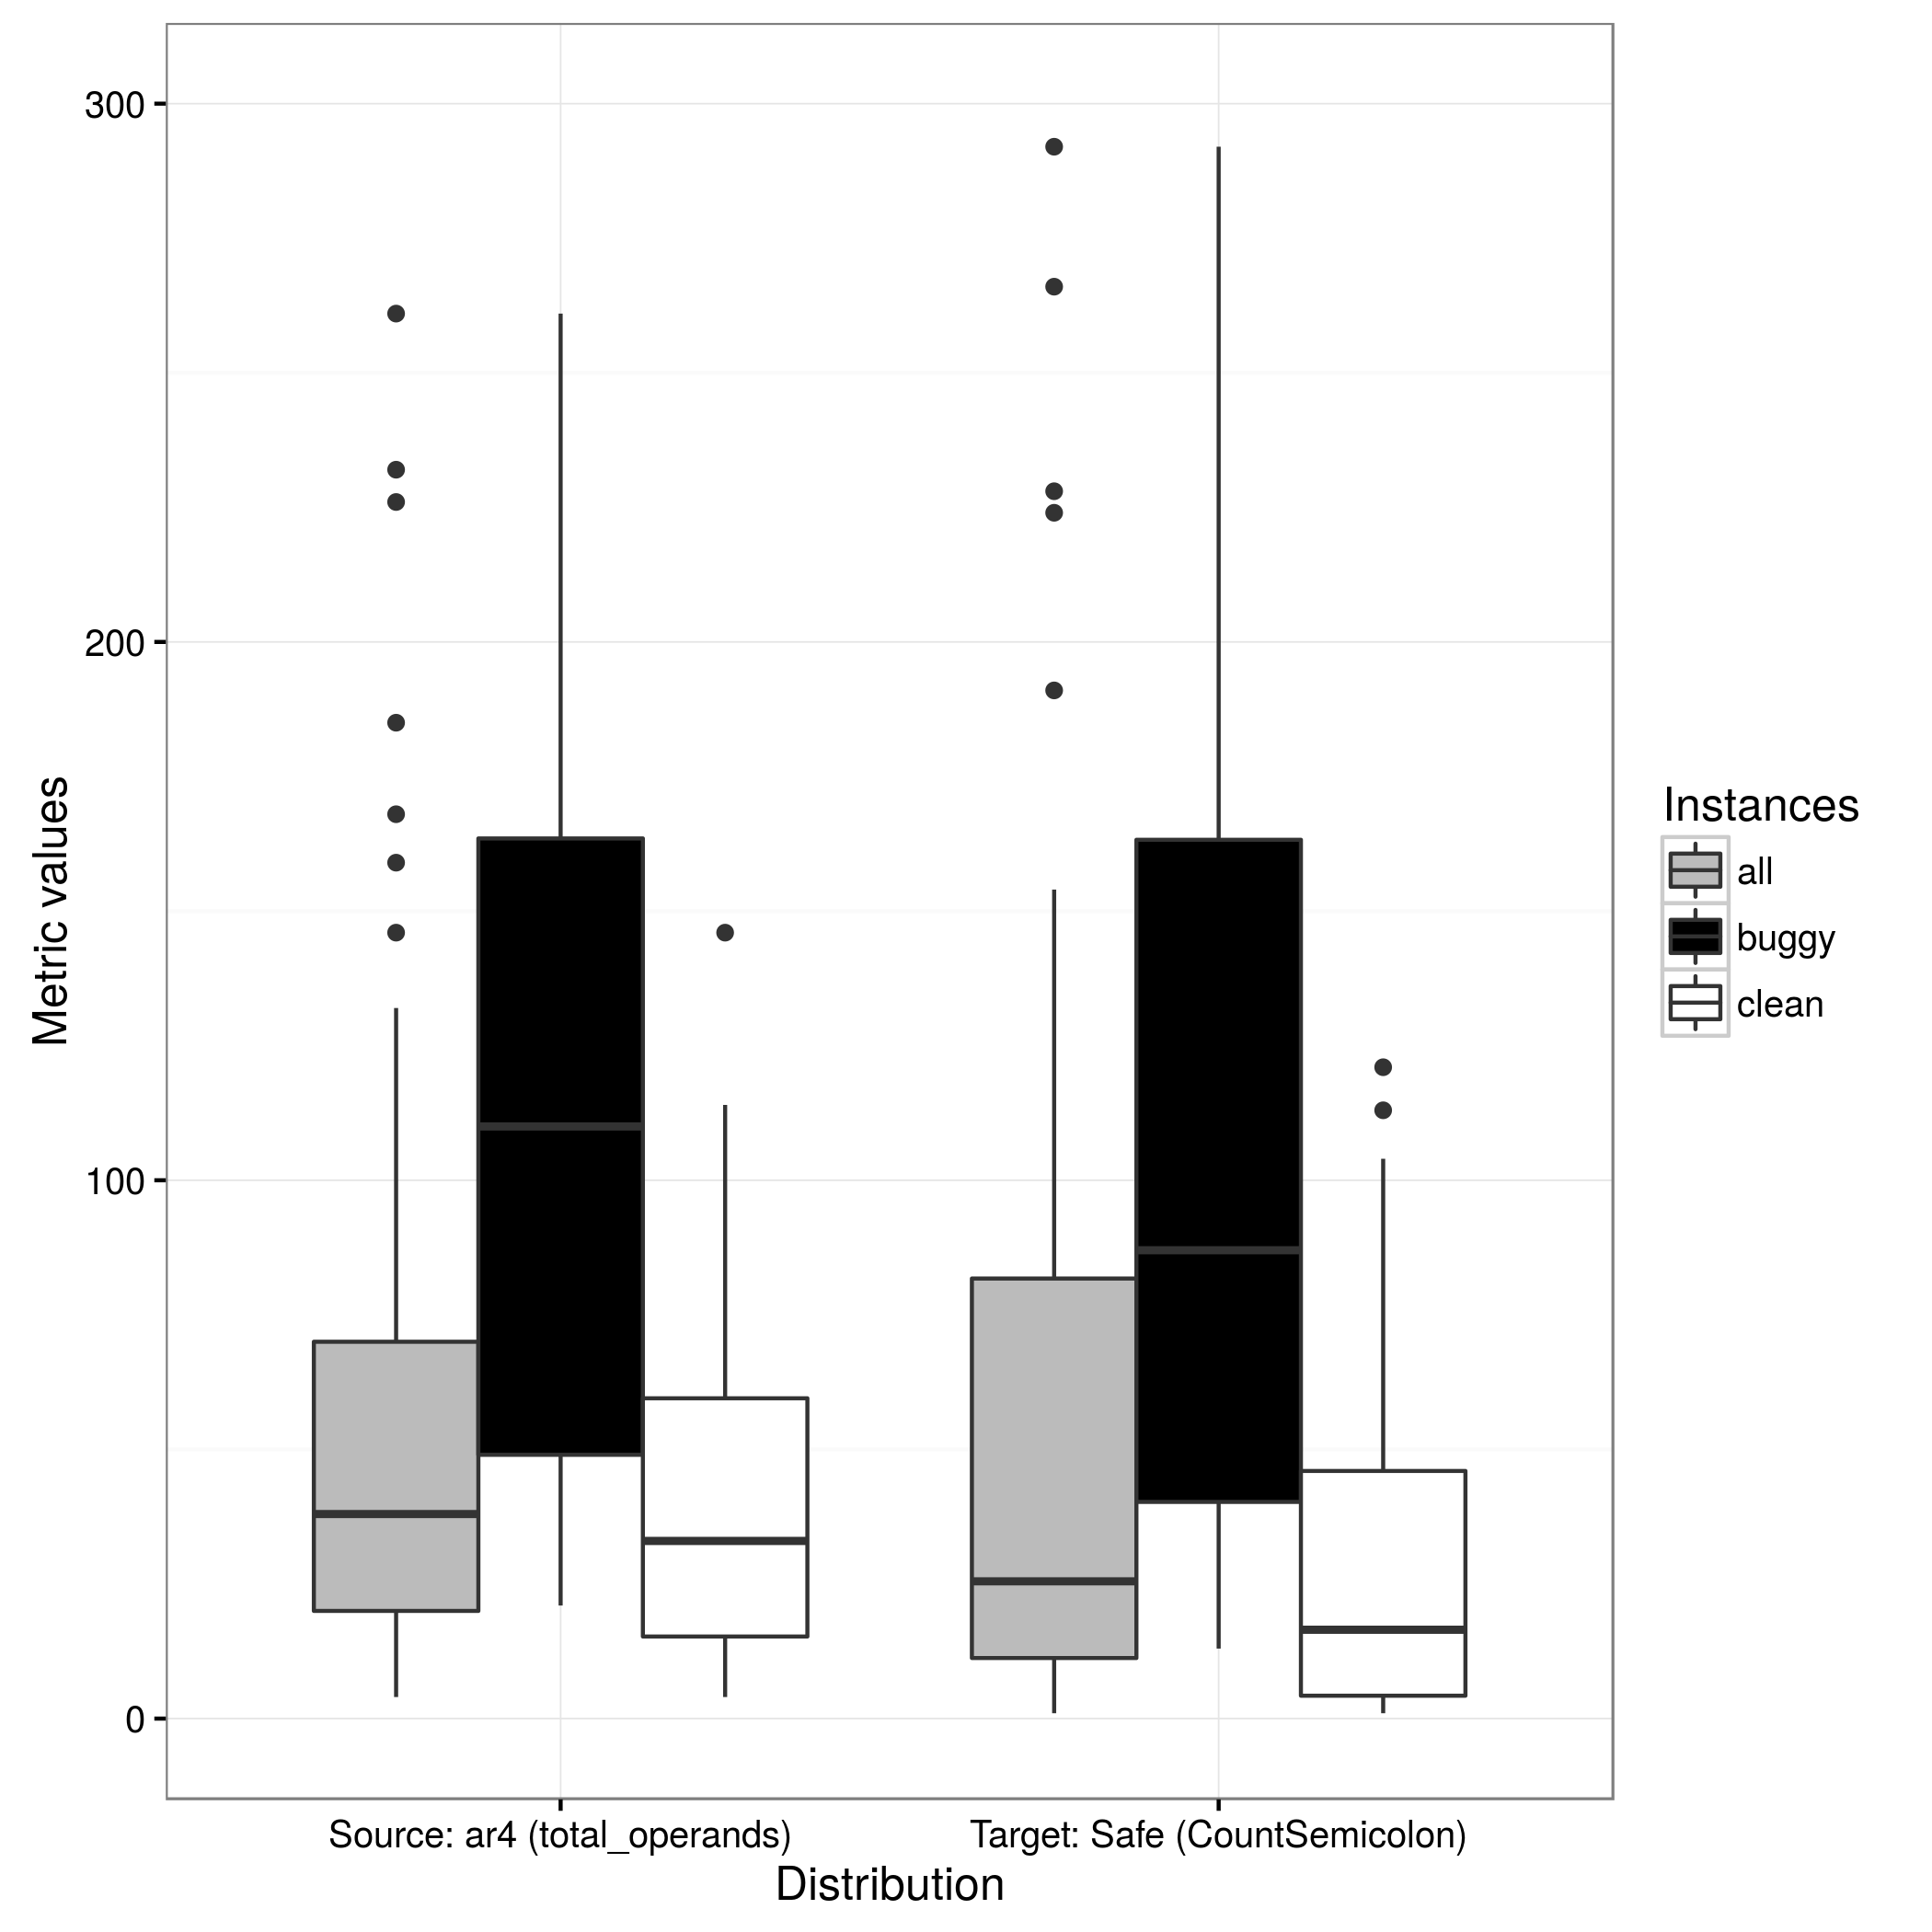 300
200
100
0
Metric values
Source: ar4 (total_operands)
Target: Safe (CountSemicolon)
Distribution
Instances
all
buggy
clean